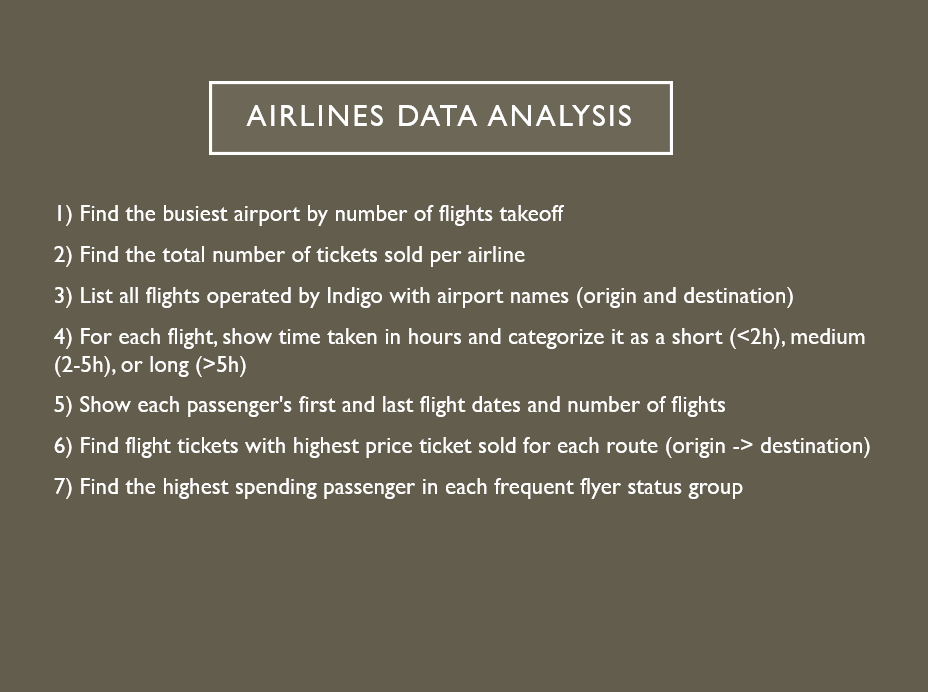 AIRLINES DATA ANALYSIS
1) Find the busiest airport by number of flights takeoff
2) Find the total number of tickets sold per airline
3) List all flights operated by Indigo with airport names (origin and destination)
4) For each flight, show time taken in hours and categorize it as a short (<2h), medium
(2-5h), or long (>5h)
5) Show each passenger's first and last flight dates and number of flights
6) Find flight tickets with highest price ticket sold for each route (origin -> destination)
7) Find the highest spending passenger in each frequent flyer status group